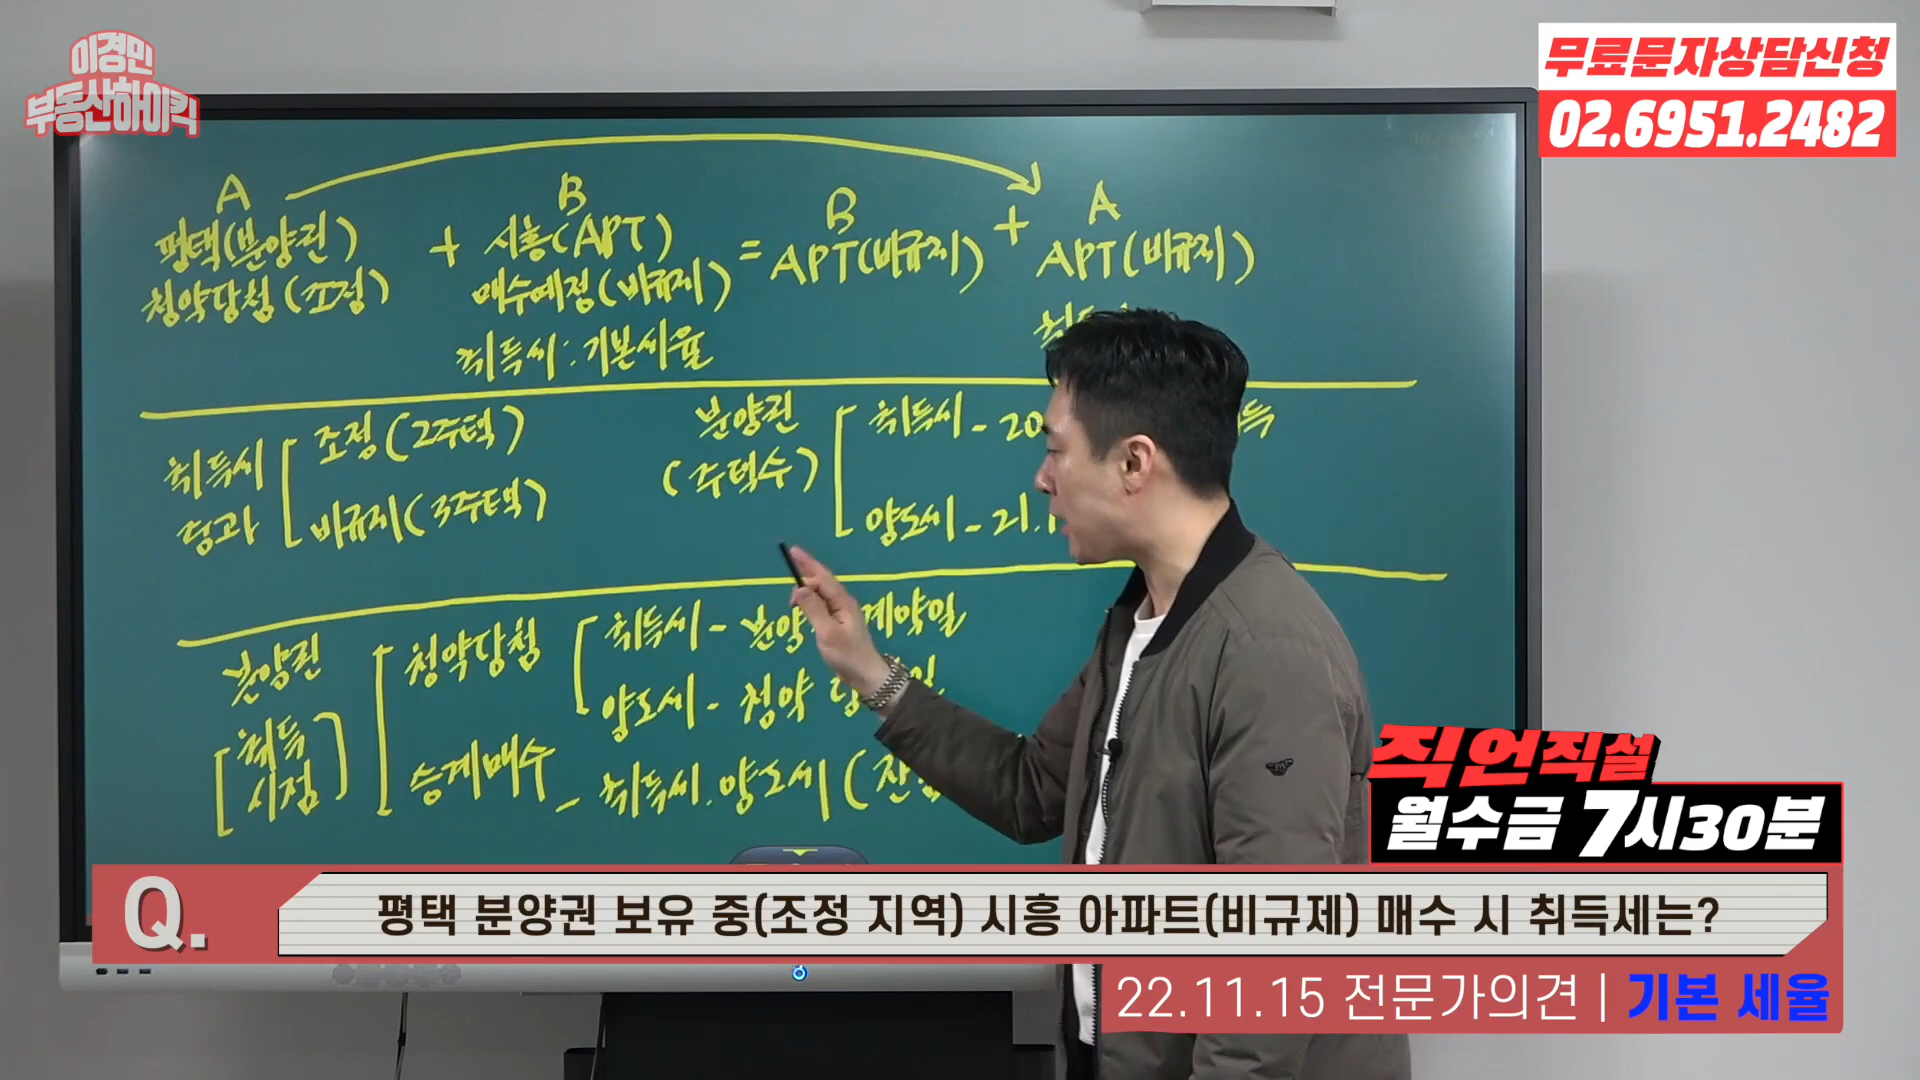 이경민
부동산하이킥
무료문자상담신청
02.6951.2482
A
B
B
A
평택(분양권) + 시흥(APT) = APT(비규제) + APT(비규제)
청약당첨(조정)
매수예정(비규제)
취득세:기본세율
취득세
중과
조정(2주택)
비규제(3주택)
분양권
(주택수)
취득세-20
득
양도세-21.1
분양권
[취득
시점]
청약당첨
취득세-분양 계약일
양도세-청약 일
승계매수 - 취득세.양도세(잔
직언직설
월수금 7시30분
Q.
평택 분양권 보유 중(조정 지역) 시흥 아파트(비규제) 매수 시 취득세는?
22.11.15 전문가의견 | 기본 세율